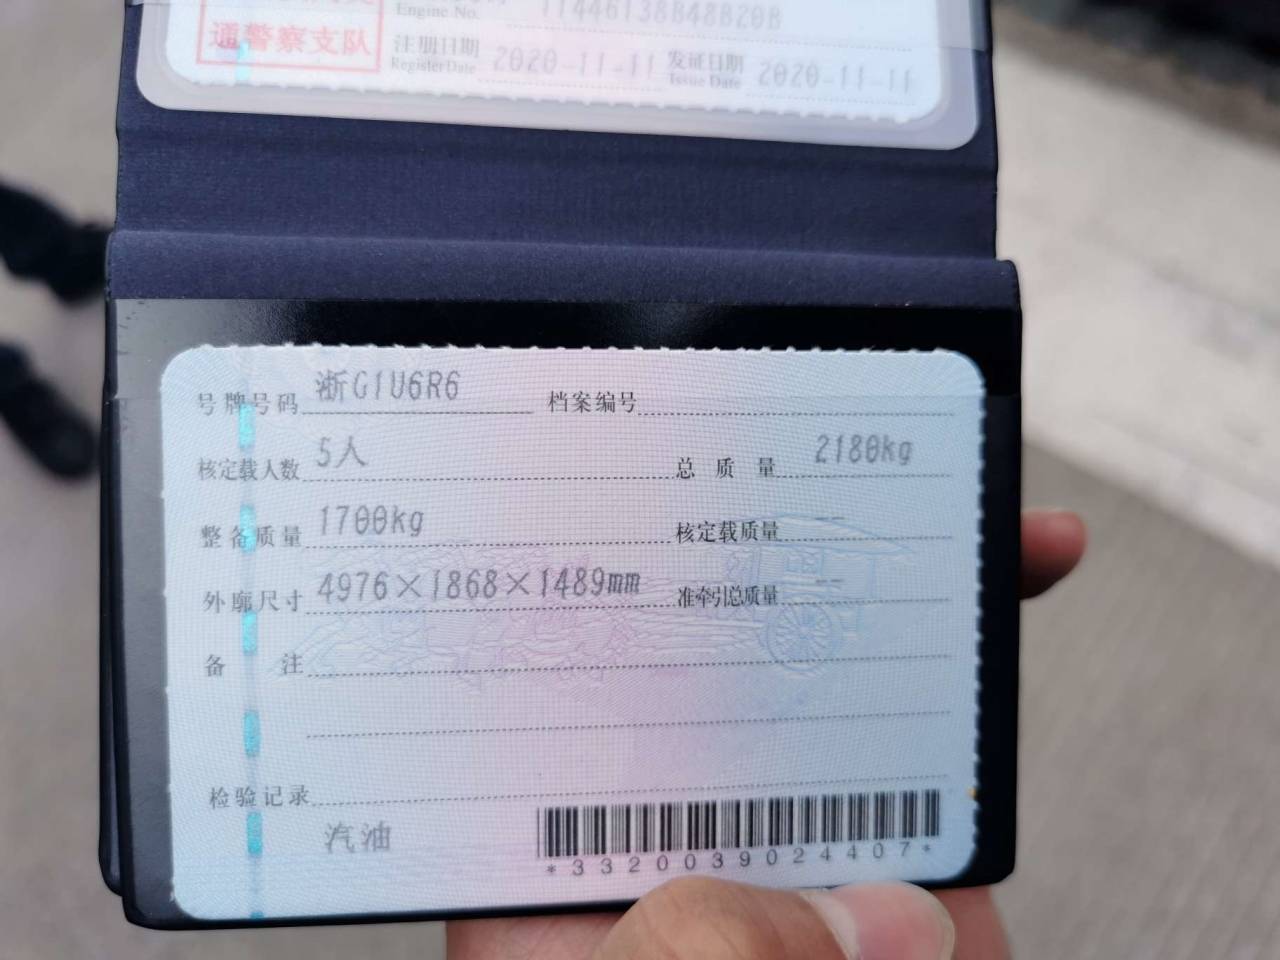 Engine No. 11446138B48B20B
通警察支队
注册日期 2020-11-11 发证日期 2020-11-11
Register Date Issue Date
号牌号码 浙G1U6R6 档案编号
核定载人数 5人 总质量 2180kg
整备质量 1700kg 核定载质量 --
外廓尺寸 4976×1868×1489mm 准牵引总质量 --
备注
检验记录
汽油
*3320039024407*